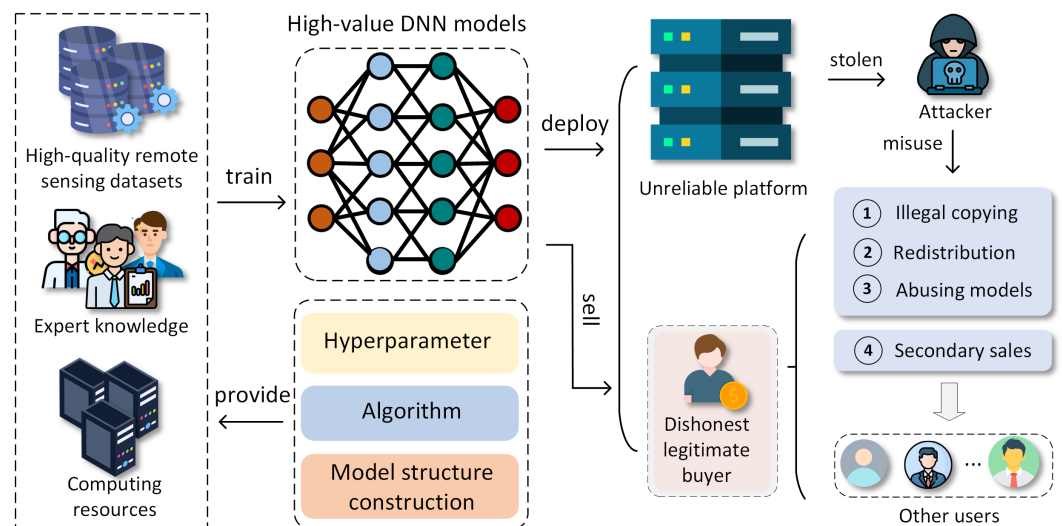 High-value DNN models
High-quality remote
sensing datasets
Expert knowledge
Computing
resources
train
provide
Hyperparameter
Algorithm
Model structure
construction
deploy
sell
Unreliable platform
stolen
Attacker
misuse
Dishonest
legitimate
buyer
$
1 Illegal copying
2 Redistribution
3 Abusing models
4 Secondary sales
...
Other users